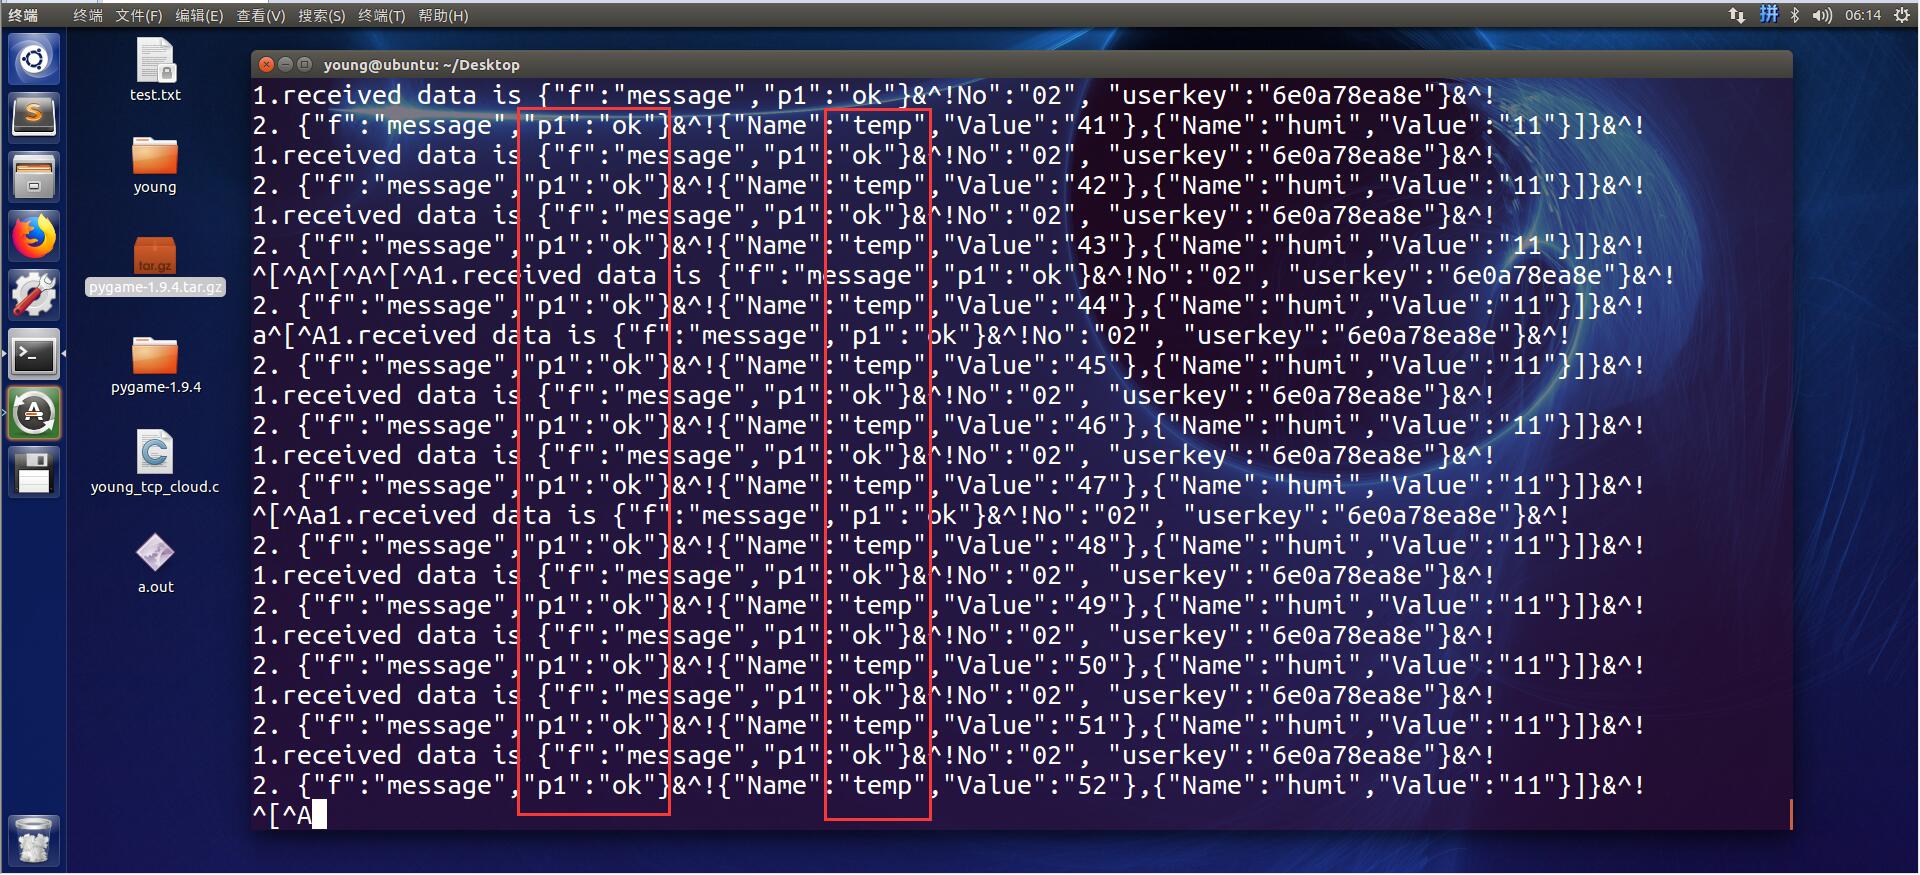 终端 终端 文件(F) 编辑(E) 查看(V) 搜索(S) 终端(T) 帮助(H) 拼 06:14
test.txt
young
tar.gz
pygame-1.9.4.tar.gz
pygame-1.9.4
young_tcp_cloud.c
a.out
young@ubuntu: ~/Desktop
1.received data is {"f":"message","p1":"ok"}&^!No":"02", "userkey":"6e0a78ea8e"}&^!
2. {"f":"message","p1":"ok"}&^!{"Name":"temp","Value":"41"},{"Name":"humi","Value":"11"}]}&^!
1.received data is {"f":"message","p1":"ok"}&^!No":"02", "userkey":"6e0a78ea8e"}&^!
2. {"f":"message","p1":"ok"}&^!{"Name":"temp","Value":"42"},{"Name":"humi","Value":"11"}]}&^!
1.received data is {"f":"message","p1":"ok"}&^!No":"02", "userkey":"6e0a78ea8e"}&^!
2. {"f":"message","p1":"ok"}&^!{"Name":"temp","Value":"43"},{"Name":"humi","Value":"11"}]}&^!
^[^A^[^A^[^A1.received data is {"f":"message","p1":"ok"}&^!No":"02", "userkey":"6e0a78ea8e"}&^!
2. {"f":"message","p1":"ok"}&^!{"Name":"temp","Value":"44"},{"Name":"humi","Value":"11"}]}&^!
a^[^A1.received data is {"f":"message","p1":"ok"}&^!No":"02", "userkey":"6e0a78ea8e"}&^!
2. {"f":"message","p1":"ok"}&^!{"Name":"temp","Value":"45"},{"Name":"humi","Value":"11"}]}&^!
1.received data is {"f":"message","p1":"ok"}&^!No":"02", "userkey":"6e0a78ea8e"}&^!
2. {"f":"message","p1":"ok"}&^!{"Name":"temp","Value":"46"},{"Name":"humi","Value":"11"}]}&^!
1.received data is {"f":"message","p1":"ok"}&^!No":"02", "userkey":"6e0a78ea8e"}&^!
2. {"f":"message","p1":"ok"}&^!{"Name":"temp","Value":"47"},{"Name":"humi","Value":"11"}]}&^!
^[^Aa1.received data is {"f":"message","p1":"ok"}&^!No":"02", "userkey":"6e0a78ea8e"}&^!
2. {"f":"message","p1":"ok"}&^!{"Name":"temp","Value":"48"},{"Name":"humi","Value":"11"}]}&^!
1.received data is {"f":"message","p1":"ok"}&^!No":"02", "userkey":"6e0a78ea8e"}&^!
2. {"f":"message","p1":"ok"}&^!{"Name":"temp","Value":"49"},{"Name":"humi","Value":"11"}]}&^!
1.received data is {"f":"message","p1":"ok"}&^!No":"02", "userkey":"6e0a78ea8e"}&^!
2. {"f":"message","p1":"ok"}&^!{"Name":"temp","Value":"50"},{"Name":"humi","Value":"11"}]}&^!
1.received data is {"f":"message","p1":"ok"}&^!No":"02", "userkey":"6e0a78ea8e"}&^!
2. {"f":"message","p1":"ok"}&^!{"Name":"temp","Value":"51"},{"Name":"humi","Value":"11"}]}&^!
1.received data is {"f":"message","p1":"ok"}&^!No":"02", "userkey":"6e0a78ea8e"}&^!
2. {"f":"message","p1":"ok"}&^!{"Name":"temp","Value":"52"},{"Name":"humi","Value":"11"}]}&^!
^[^A